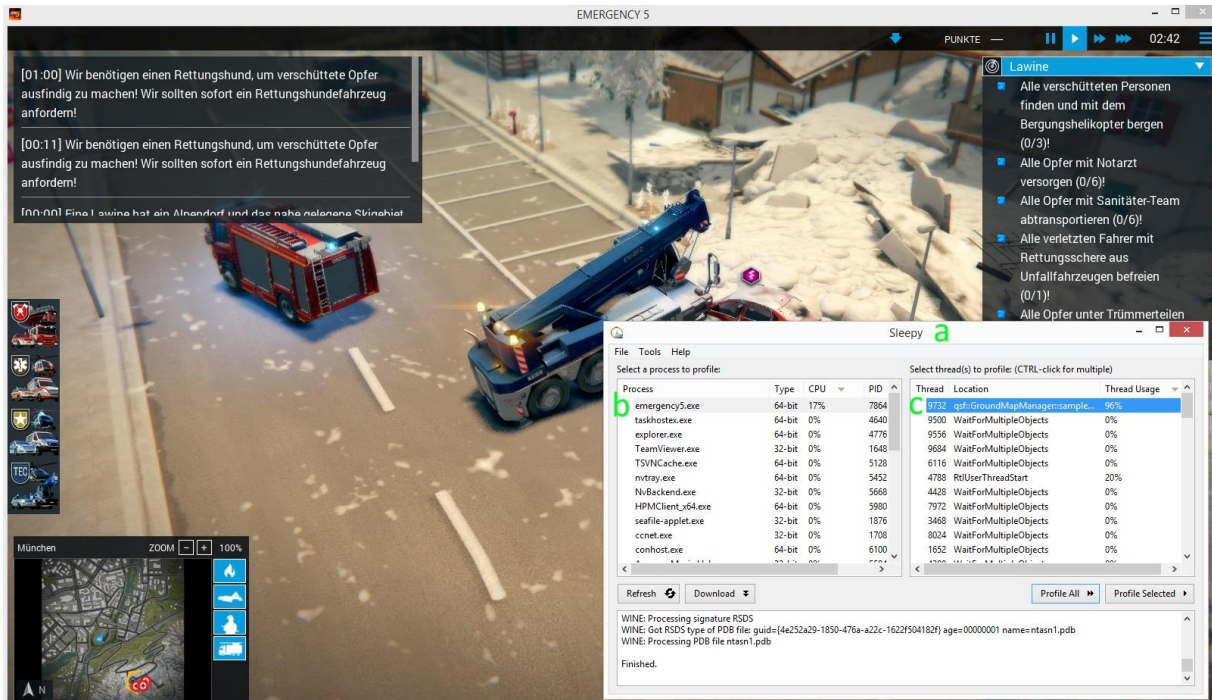 EMERGENCY 5
PUNKTE — 02:42
[01:00] Wir benötigen einen Rettungshund, um verschüttete Opfer
ausfindig zu machen! Wir sollten sofort ein Rettungshundefahrzeug
anfordern!
[00:11] Wir benötigen einen Rettungshund, um verschüttete Opfer
ausfindig zu machen! Wir sollten sofort ein Rettungshundefahrzeug
anfordern!
[00:00] Eine Lawine hat ein Alpendorf und das nahe gelegene Skigebiet
Lawine
Alle verschütteten Personen
finden und mit dem
Bergungshelikopter bergen
(0/3)!
Alle Opfer mit Notarzt
versorgen (0/6)!
Alle Opfer mit Sanitäter-Team
abtransportieren (0/6)!
Alle verletzten Fahrer mit
Rettungsschere aus
Unfallfahrzeugen befreien
(0/1)!
Alle Opfer unter Trümmerteilen
TEC
München ZOOM - + 100%
N
Sleepy a
File Tools Help
Select a process to profile:
Process Type CPU PID
b emergency5.exe 64-bit 17% 7864
taskhostex.exe 64-bit 0% 4640
explorer.exe 64-bit 0% 4776
TeamViewer.exe 32-bit 0% 1648
TSVNCache.exe 64-bit 0% 5128
nvtray.exe 64-bit 0% 5452
NvBackend.exe 32-bit 0% 5668
HPMClient_x64.exe 64-bit 0% 5980
seafile-applet.exe 32-bit 0% 1876
ccnet.exe 32-bit 0% 1708
conhost.exe 64-bit 0% 6100
Select thread(s) to profile: (CTRL-click for multiple)
Thread Location Thread Usage
c 9732 qsf::GroundMapManager::sample... 96%
9500 WaitForMultipleObjects 0%
9556 WaitForMultipleObjects 0%
9684 WaitForMultipleObjects 0%
6116 WaitForMultipleObjects 0%
4788 RtlUserThreadStart 20%
4428 WaitForMultipleObjects 0%
7972 WaitForMultipleObjects 0%
3468 WaitForMultipleObjects 0%
8024 WaitForMultipleObjects 0%
1652 WaitForMultipleObjects 0%
Refresh Download Profile All Profile Selected
WINE: Processing signature RSDS
WINE: Got RSDS type of PDB file: guid={4e252a29-1850-476a-a22c-1622f504182f} age=00000001 name=ntasn1.pdb
WINE: Processing PDB file ntasn1.pdb
Finished.